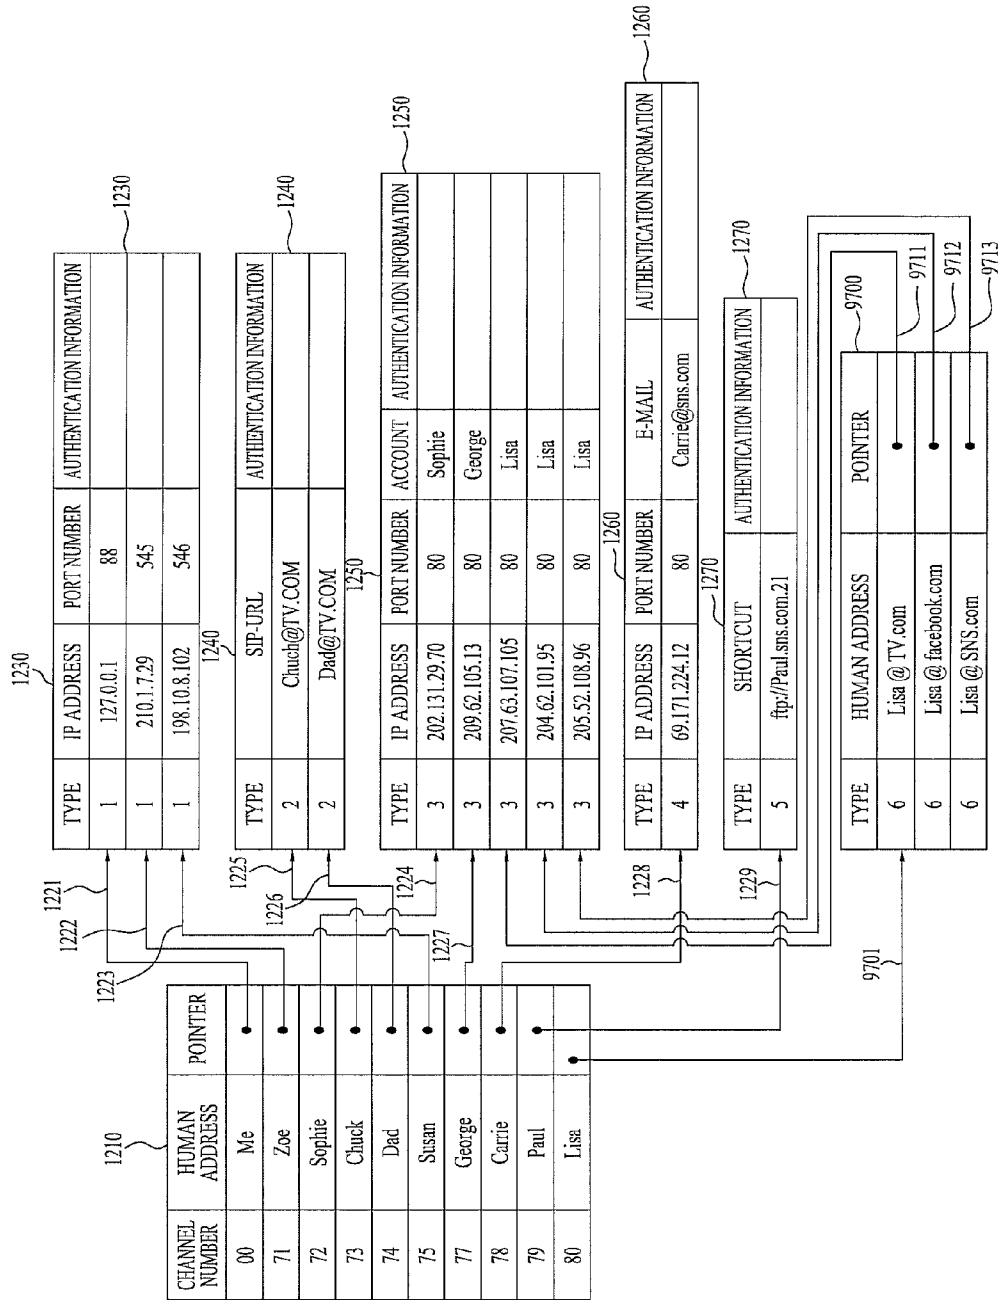 1210
CHANNEL NUMBER HUMAN ADDRESS POINTER
00 Me
71 Zoe
72 Sophie
73 Chuck
74 Dad
75 Susan
77 George
78 Carrie
79 Paul
80 Lisa
1221
1222
1223
1225
1226
1224
1227
1228
1229
9701
1230
1230
TYPE IP ADDRESS PORT NUMBER AUTHENTICATION INFORMATION
1 127.0.0.1 88
1 210.1.7.29 545
1 198.10.8.102 546
1240
1240
TYPE SIP-URL AUTHENTICATION INFORMATION
2 Chuch@TV.COM
2 Dad@TV.COM
1250
1250
TYPE IP ADDRESS PORT NUMBER ACCOUNT AUTHENTICATION INFORMATION
3 202.131.29.70 80 Sophie
3 209.62.105.13 80 George
3 207.63.107.105 80 Lisa
3 204.62.101.95 80 Lisa
3 205.52.108.96 80 Lisa
1260
1260
TYPE IP ADDRESS PORT NUMBER E-MAIL AUTHENTICATION INFORMATION
4 69.171.224.12 80 Carrie@sns.com
1270
1270
TYPE SHORTCUT AUTHENTICATION INFORMATION
5 ftp://Paul.sns.com.21
9700
TYPE HUMAN ADDRESS POINTER
6 Lisa @ TV.com
6 Lisa @ facebook.com
6 Lisa @ SNS.com
9711
9712
9713